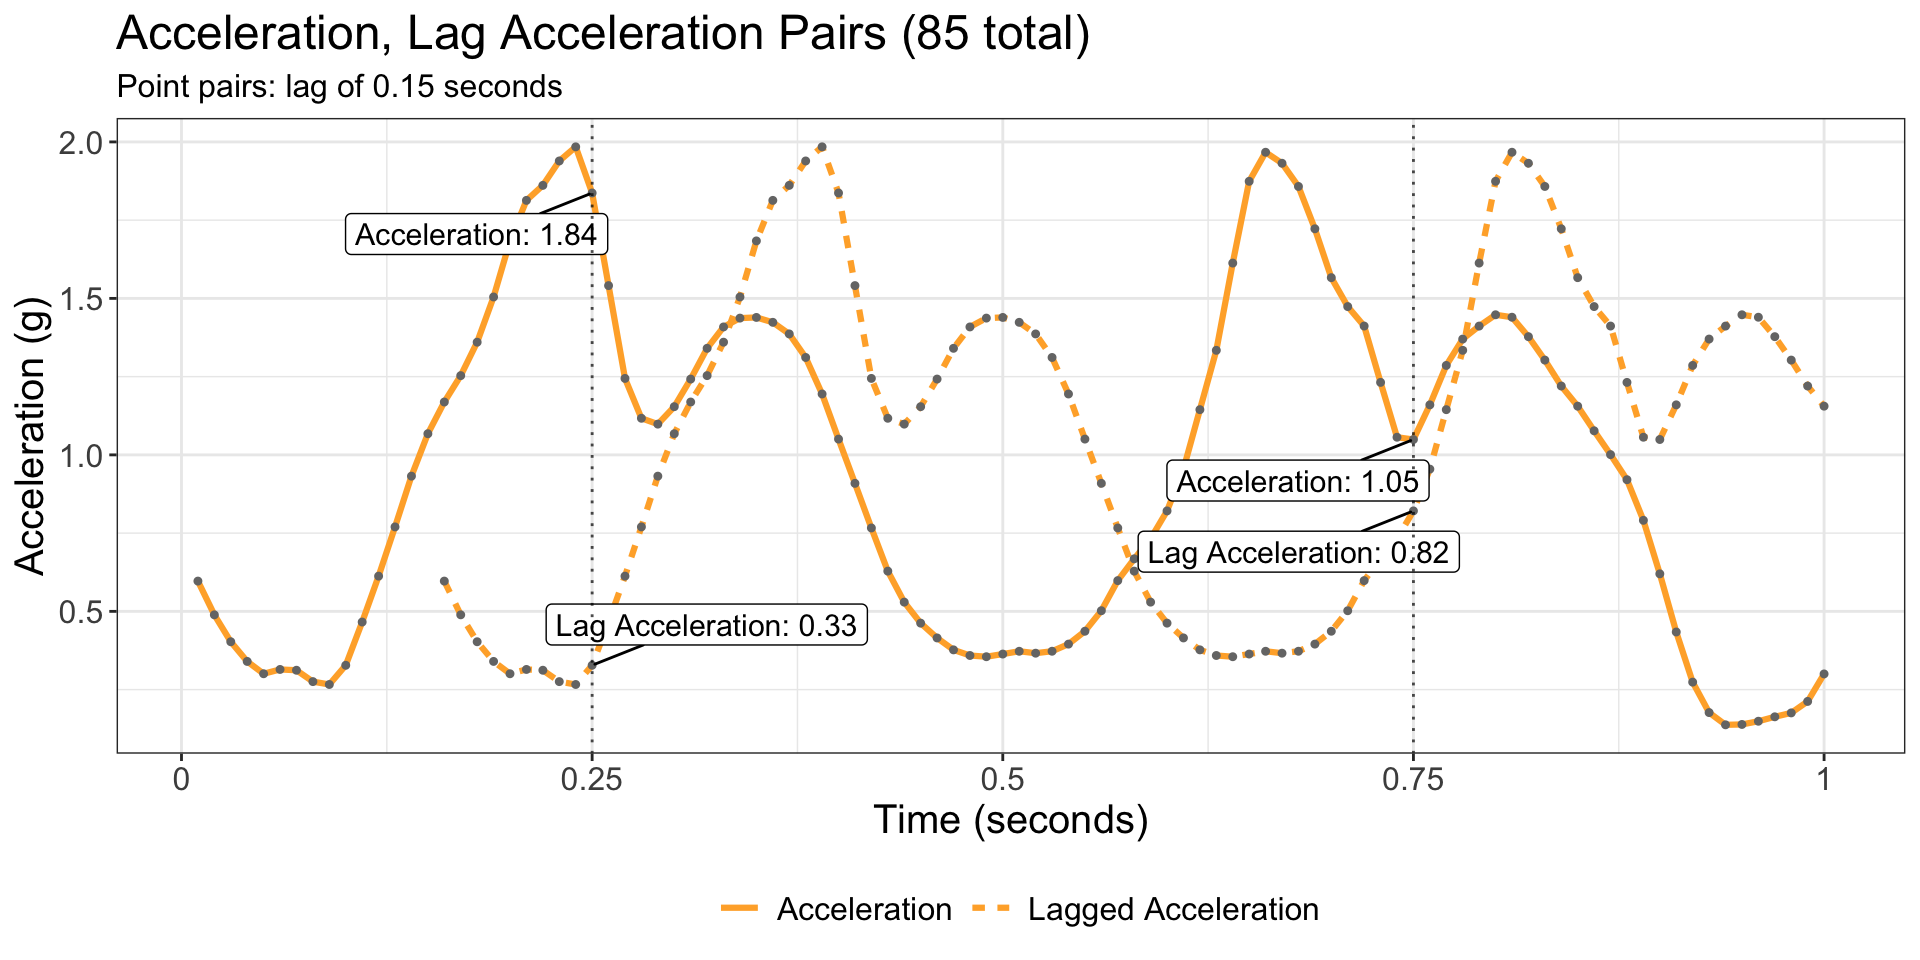 Acceleration, Lag Acceleration Pairs (85 total)
Point pairs: lag of 0.15 seconds
Acceleration (g)
2.0
1.5
1.0
0.5
Acceleration: 1.84
Lag Acceleration: 0.33
Acceleration: 1.05
Lag Acceleration: 0.82
0 0.25 0.5 0.75 1
Time (seconds)
Acceleration Lagged Acceleration